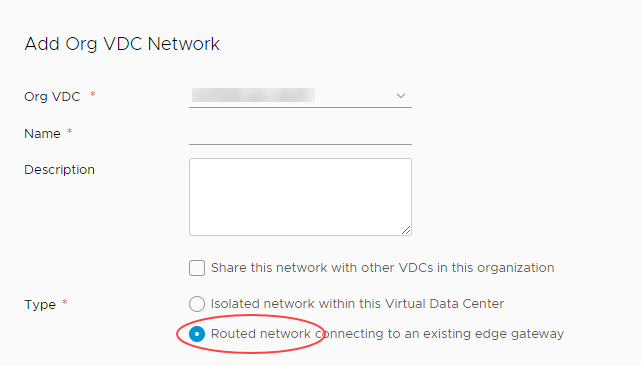 Add Org VDC Network
Org VDC *
Name *
Description
Share this network with other VDCs in this organization
Type *
Isolated network within this Virtual Data Center
Routed network connecting to an existing edge gateway